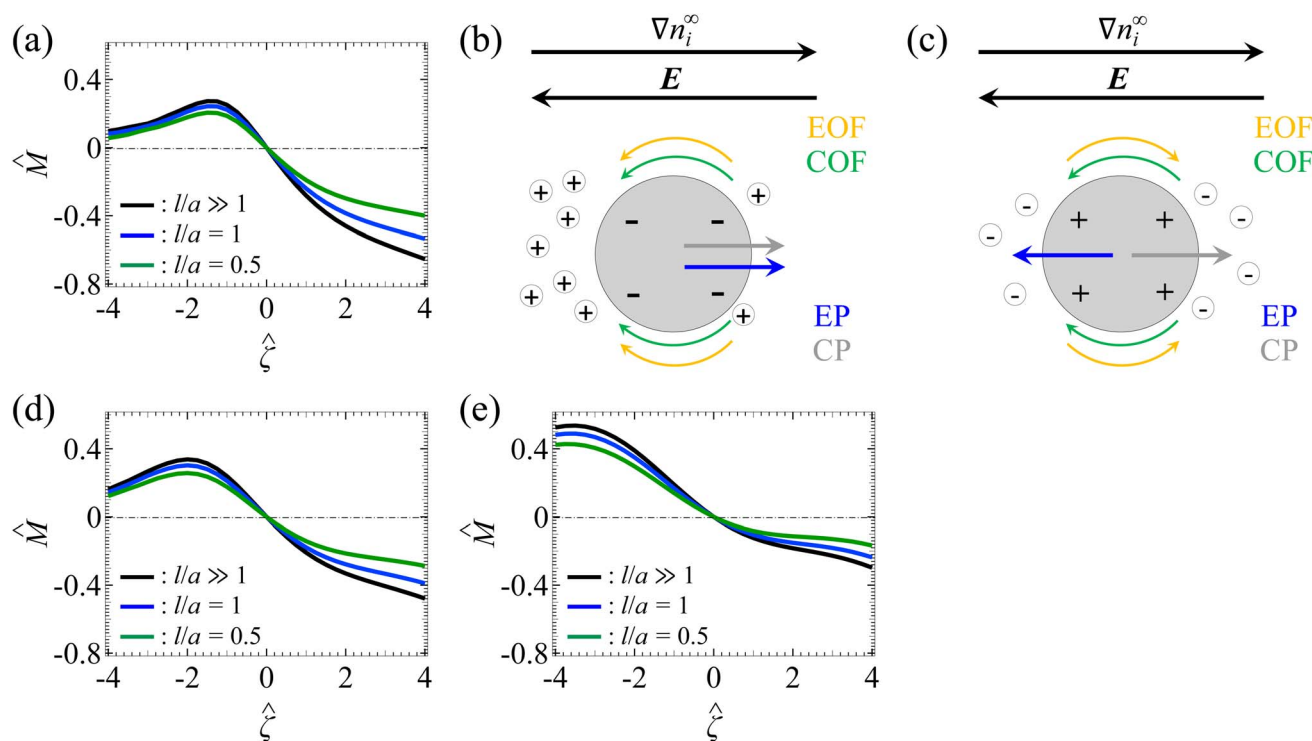 (a)
0.4
0
-0.4
-0.8
M̂
: l/a ≫ 1
: l/a = 1
: l/a = 0.5
-4 -2 0 2 4
ζ̂
(b)
∇n_i^∞
E
EOF
COF
+ + + + + + + + +
- - - -
EP
CP
(c)
∇n_i^∞
E
EOF
COF
- - - - - - - -
+ + + +
EP
CP
(d)
0.4
0
-0.4
-0.8
M̂
: l/a ≫ 1
: l/a = 1
: l/a = 0.5
-4 -2 0 2 4
ζ̂
(e)
0.4
0
-0.4
-0.8
M̂
: l/a ≫ 1
: l/a = 1
: l/a = 0.5
-4 -2 0 2 4
ζ̂